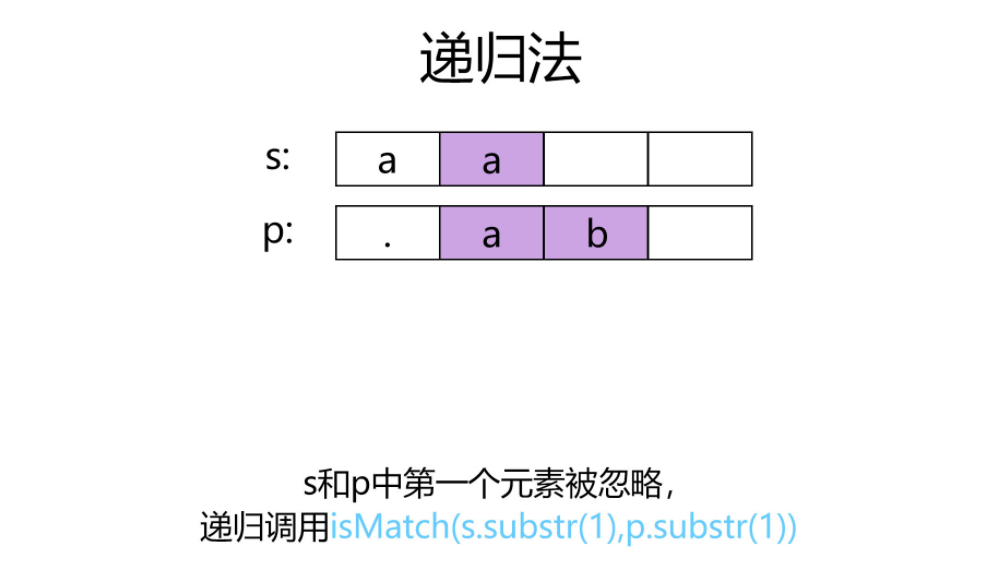 递归法
s: a a
p: . a b
s和p中第一个元素被忽略，
递归调用isMatch(s.substr(1),p.substr(1))